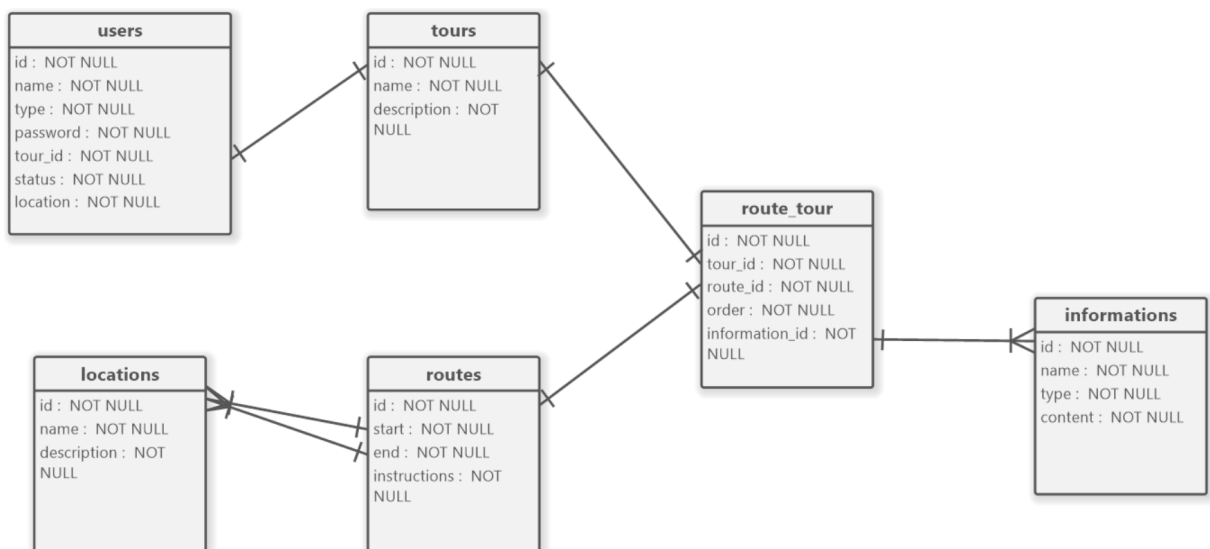 users
id : NOT NULL
name : NOT NULL
type : NOT NULL
password : NOT NULL
tour_id : NOT NULL
status : NOT NULL
location : NOT NULL
tours
id : NOT NULL
name : NOT NULL
description : NOT
NULL
route_tour
id : NOT NULL
tour_id : NOT NULL
route_id : NOT NULL
order : NOT NULL
information_id : NOT
NULL
informations
id : NOT NULL
name : NOT NULL
type : NOT NULL
content : NOT NULL
locations
id : NOT NULL
name : NOT NULL
description : NOT
NULL
routes
id : NOT NULL
start : NOT NULL
end : NOT NULL
instructions : NOT
NULL